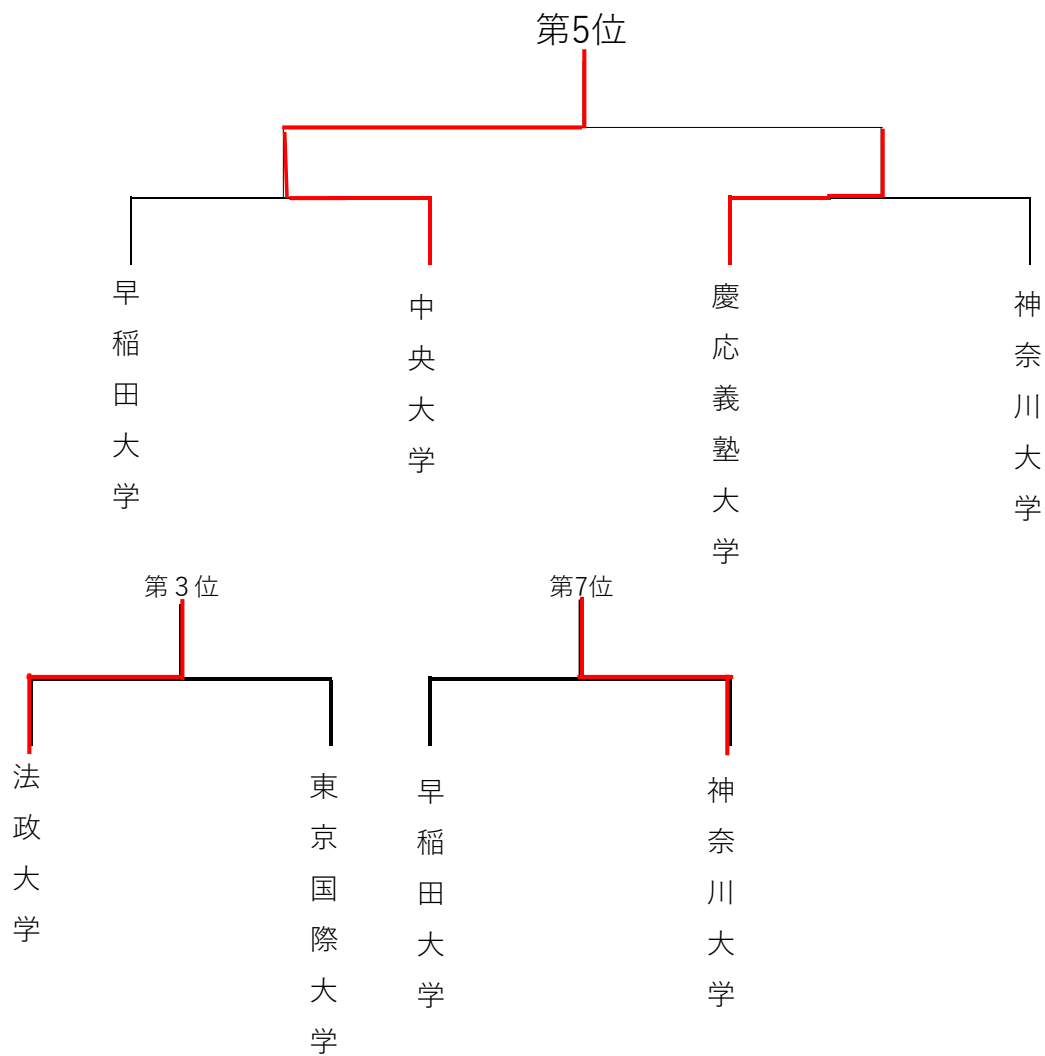 第5位
早稲田大学
中央大学
慶応義塾大学
神奈川大学
第３位
第7位
法政大学
東京国際大学
早稲田大学
神奈川大学